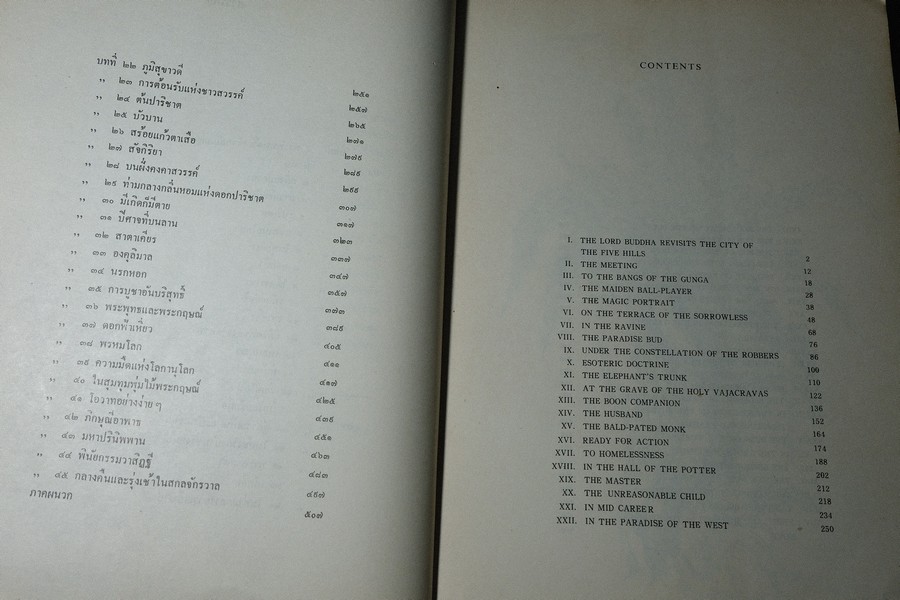 บทที่ ๒๒ ภูมิสุขาวดี ๒๕๑
,, ๒๓ การต้อนรับแห่งชาวสวรรค์ ๒๕๗
,, ๒๔ ต้นปาริชาต ๒๖๕
,, ๒๕ บัวบาน ๒๗๑
,, ๒๖ สร้อยแก้วตาเสือ ๒๗๙
,, ๒๗ สัจกิริยา ๒๘๙
,, ๒๘ บนฝั่งคงคาสวรรค์ ๒๙๙
,, ๒๙ ท่ามกลางกลิ่นหอมแห่งดอกปาริชาต ๓๐๗
,, ๓๐ มีเกิดก็มีตาย ๓๑๗
,, ๓๑ ปีศาจที่บนลาน ๓๒๓
,, ๓๒ สาตาเคียร ๓๓๗
,, ๓๓ องคุลิมาล ๓๔๗
,, ๓๔ นรกหอก ๓๕๗
,, ๓๕ การบูชาอันบริสุทธิ์ ๓๗๓
,, ๓๖ พระพุทธและพระกฤษณ์ ๓๘๙
,, ๓๗ ดอกฟ้าเหี่ยว ๔๐๕
,, ๓๘ พรหมโลก ๔๑๑
,, ๓๙ ความมืดแห่งโลกานุโลก ๔๑๗
,, ๔๐ ในสุมทุมพุ่มไม้พระกฤษณ์ ๔๒๕
,, ๔๑ โอวาทอย่างง่าย ๆ ๔๓๙
,, ๔๒ ภิกษุณีอาพาธ ๔๕๑
,, ๔๓ มหาปรินิพพาน ๔๖๓
,, ๔๔ พินัยกรรมวาสิฏฐี ๔๘๓
,, ๔๕ กลางคืนและรุ่งเช้าในสกลจักรวาล ๔๙๗
ภาคผนวก ๕๐๗
CONTENTS
I. THE LORD BUDDHA REVISITS THE CITY OF
THE FIVE HILLS 2
II. THE MEETING 12
III. TO THE BANGS OF THE GUNGA 18
IV. THE MAIDEN BALL-PLAYER 28
V. THE MAGIC PORTRAIT 38
VI. ON THE TERRACE OF THE SORROWLESS 48
VII. IN THE RAVINE 68
VIII. THE PARADISE BUD 76
IX. UNDER THE CONSTELLATION OF THE ROBBERS 86
X. ESOTERIC DOCTRINE 100
XI. THE ELEPHANT'S TRUNK 110
XII. AT THE GRAVE OF THE HOLY VAJACRAVAS 122
XIII. THE BOON COMPANION 136
XIV. THE HUSBAND 152
XV. THE BALD-PATED MONK 164
XVI. READY FOR ACTION 174
XVII. TO HOMELESSNESS 188
XVIII. IN THE HALL OF THE POTTER 202
XIX. THE MASTER 212
XX. THE UNREASONABLE CHILD 218
XXI. IN MID CAREER 234
XXII. IN THE PARADISE OF THE WEST 250